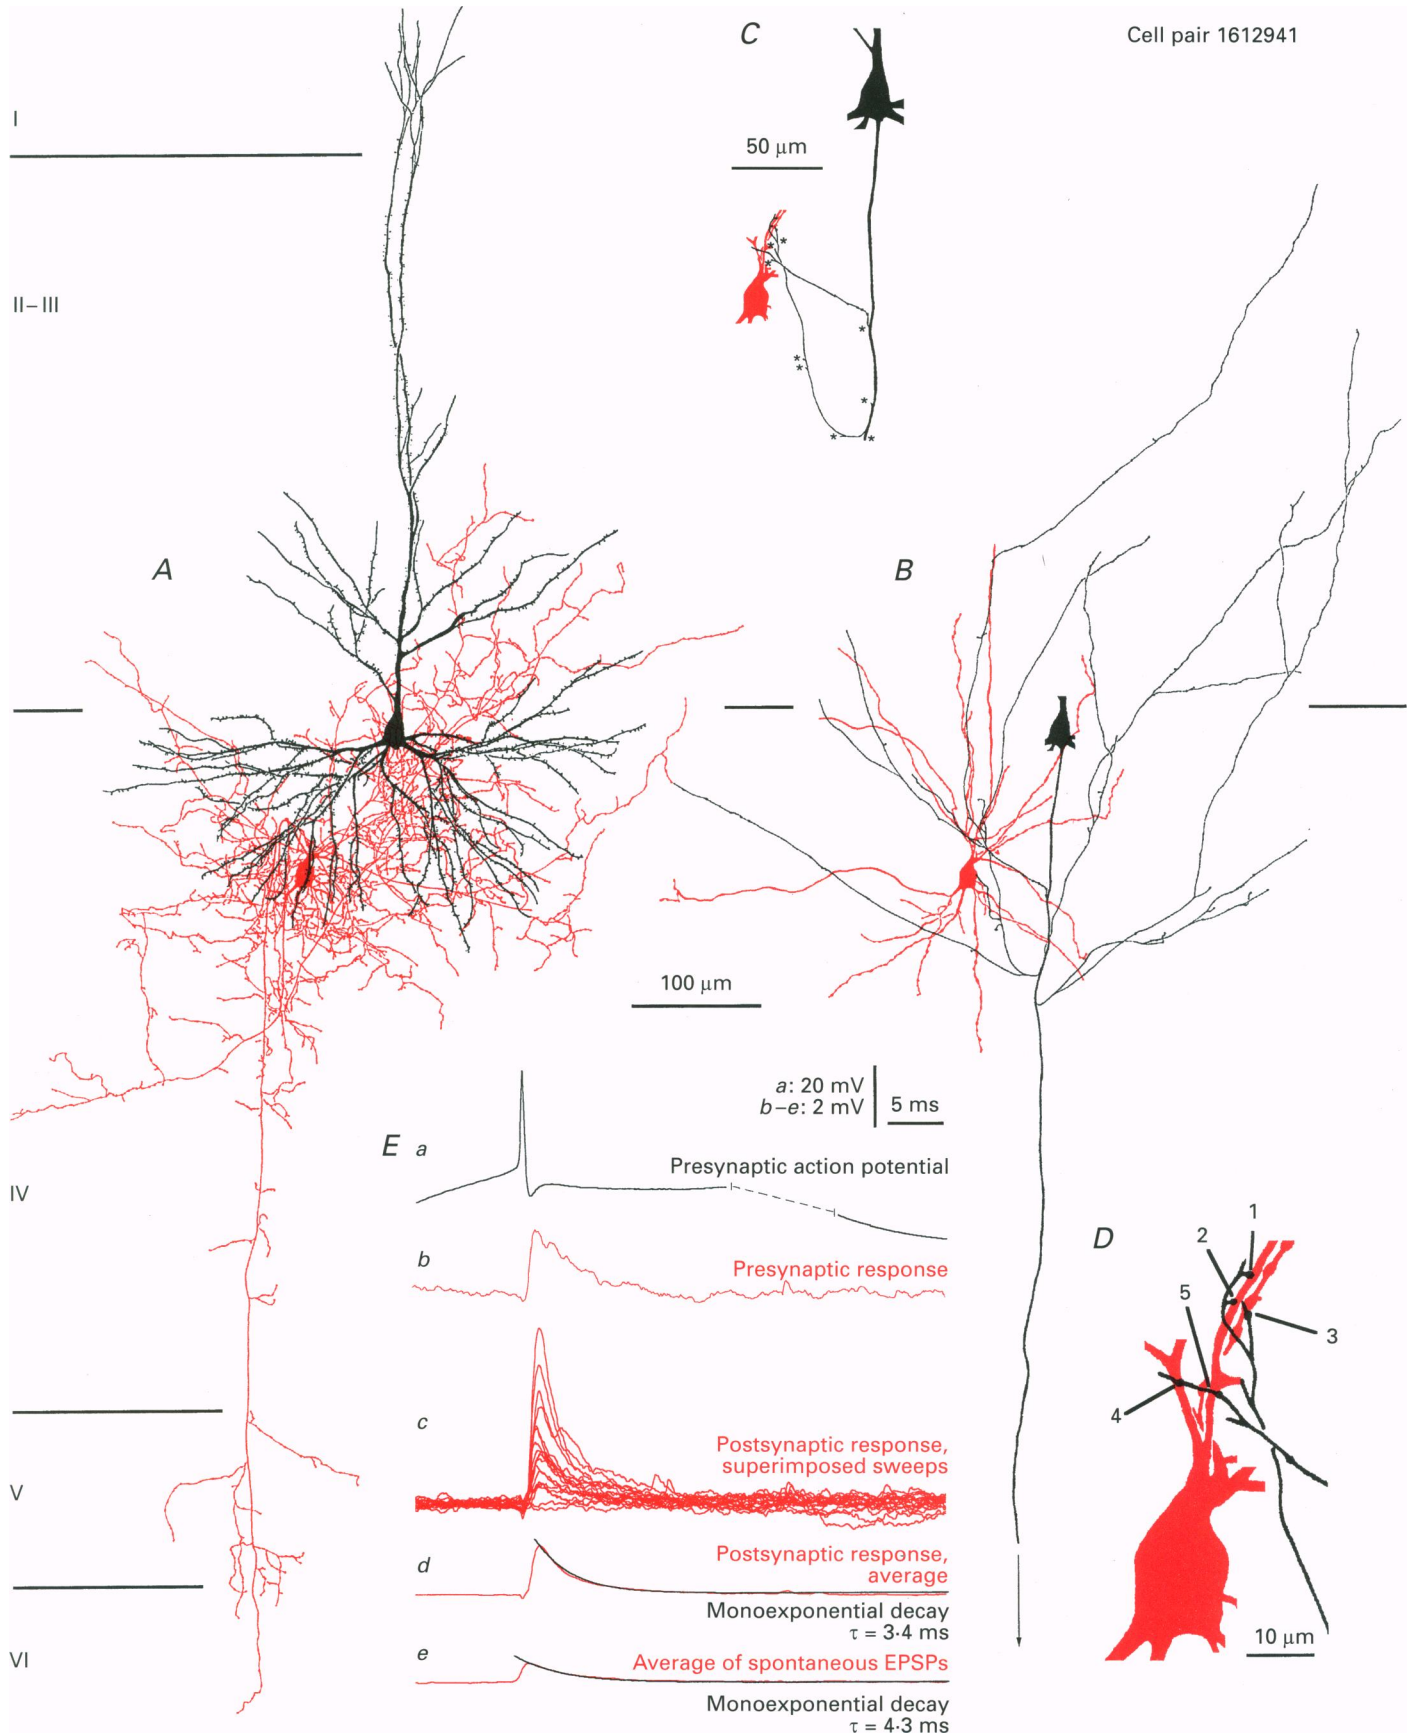 C
Cell pair 1612941
I
50 μm
II–III
*
*
*
*
*
*
*
*
*
A
B
100 μm
a: 20 mV
b–e: 2 mV
5 ms
E
a
Presynaptic action potential
IV
b
Presynaptic response
D
1
2
5
3
4
c
Postsynaptic response,
superimposed sweeps
V
d
Postsynaptic response,
average
Monoexponential decay
τ = 3·4 ms
10 μm
VI
e
Average of spontaneous EPSPs
Monoexponential decay
τ = 4·3 ms